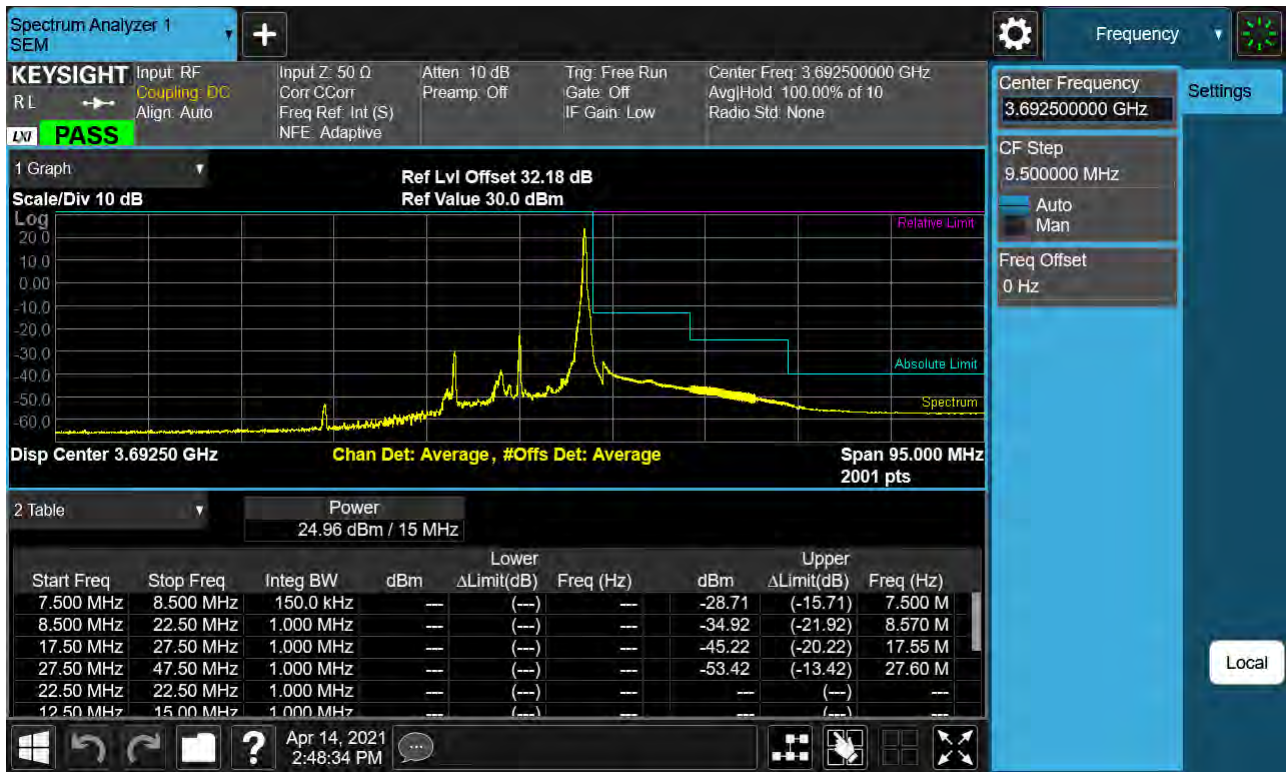 Spectrum Analyzer 1
SEM
Frequency
KEYSIGHT
RL
LXI
PASS
Input: RF
Coupling: DC
Align: Auto
Input Z: 50 Ω
Corr CCorr
Freq Ref: Int (S)
NFE: Adaptive
Atten: 10 dB
Preamp: Off
Trig: Free Run
Gate: Off
IF Gain: Low
Center Freq: 3.692500000 GHz
Avg|Hold: 100.00% of 10
Radio Std: None
Center Frequency
3.692500000 GHz
Settings
CF Step
9.500000 MHz
Auto
Man
Freq Offset
0 Hz
Local
1 Graph
Scale/Div 10 dB
Ref Lvl Offset 32.18 dB
Ref Value 30.0 dBm
Log
20.0
10.0
0.00
-10.0
-20.0
-30.0
-40.0
-50.0
-60.0
Relative Limit
Absolute Limit
Spectrum
Disp Center 3.69250 GHz
Chan Det: Average, #Offs Det: Average
Span 95.000 MHz
2001 pts
2 Table
Power
24.96 dBm / 15 MHz
Lower Upper
Start Freq Stop Freq Integ BW dBm ΔLimit(dB) Freq (Hz) dBm ΔLimit(dB) Freq (Hz)
7.500 MHz 8.500 MHz 150.0 kHz --- (---) --- -28.71 (-15.71) 7.500 M
8.500 MHz 22.50 MHz 1.000 MHz --- (---) --- -34.92 (-21.92) 8.570 M
17.50 MHz 27.50 MHz 1.000 MHz --- (---) --- -45.22 (-20.22) 17.55 M
27.50 MHz 47.50 MHz 1.000 MHz --- (---) --- -53.42 (-13.42) 27.60 M
22.50 MHz 22.50 MHz 1.000 MHz --- (---) --- --- (---) ---
12.50 MHz 15.00 MHz 1.000 MHz --- (---) --- --- (---) ---
Apr 14, 2021
2:48:34 PM